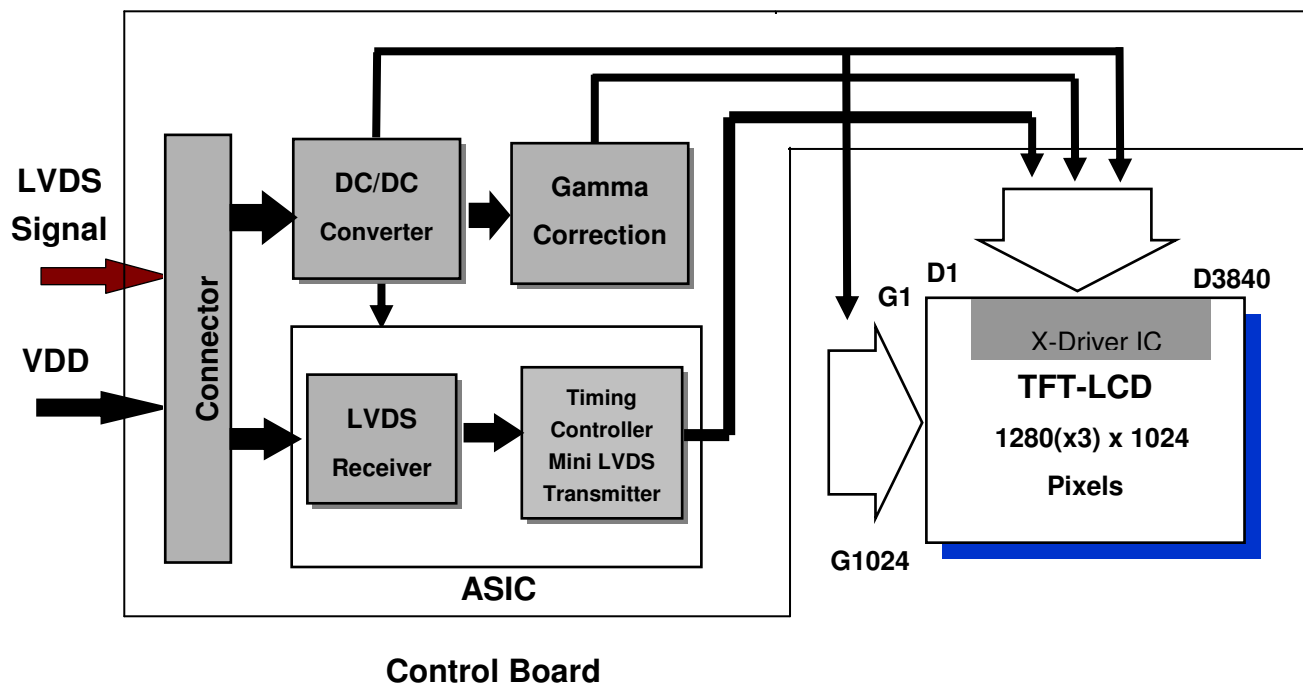 LVDS
Signal
VDD
Connector
DC/DC
Converter
Gamma
Correction
LVDS
Receiver
Timing
Controller
Mini LVDS
Transmitter
ASIC
Control Board
G1
G1024
D1
D3840
X-Driver IC
TFT-LCD
1280(x3) x 1024
Pixels